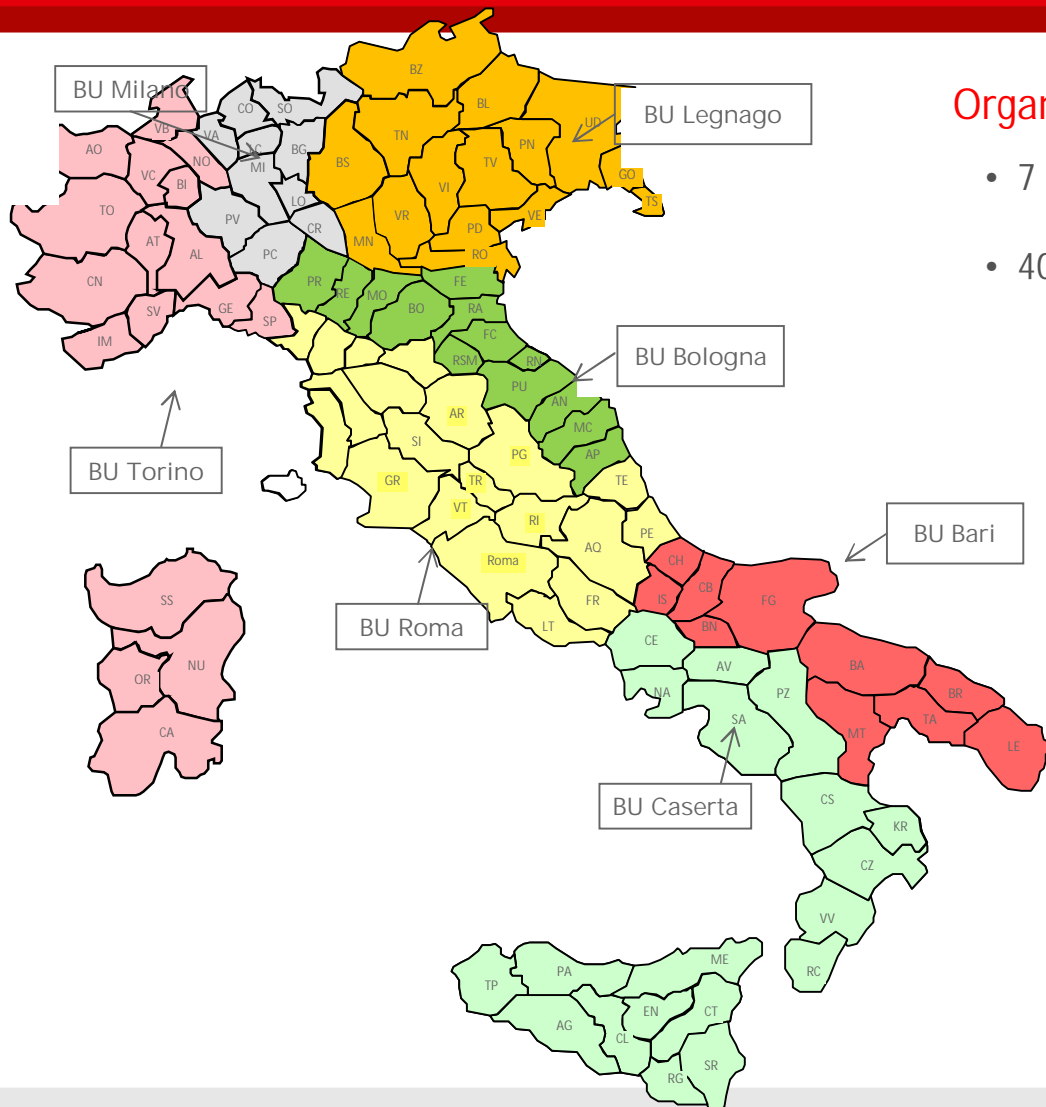 BZ
BU Milano
BL
Organ
CO
SO
UD
BU Legnago
VB
VA
TN
PN
AO
LC
BG
BS
TV
NO
MI
VC
BI
VI
GO
• 7
LO
TS
TO
PV
VR
VE
CR
PD
AT
MN
AL
PC
RO
• 40
CN
PR
RE
MO
FE
SV
GE
BO
RA
SP
IM
FC
RSM
RN
BU Bologna
PU
AN
AR
MC
SI
PG
AP
BU Torino
GR
TR
TE
VT
RI
PE
BU Bari
AQ
Roma
CH
CB
SS
FR
IS
FG
LT
BN
BU Roma
CE
NU
AV
BA
OR
NA
PZ
BR
SA
TA
CA
MT
LE
BU Caserta
CS
KR
CZ
VV
ME
PA
RC
TP
EN
CT
AG
CL
SR
RG